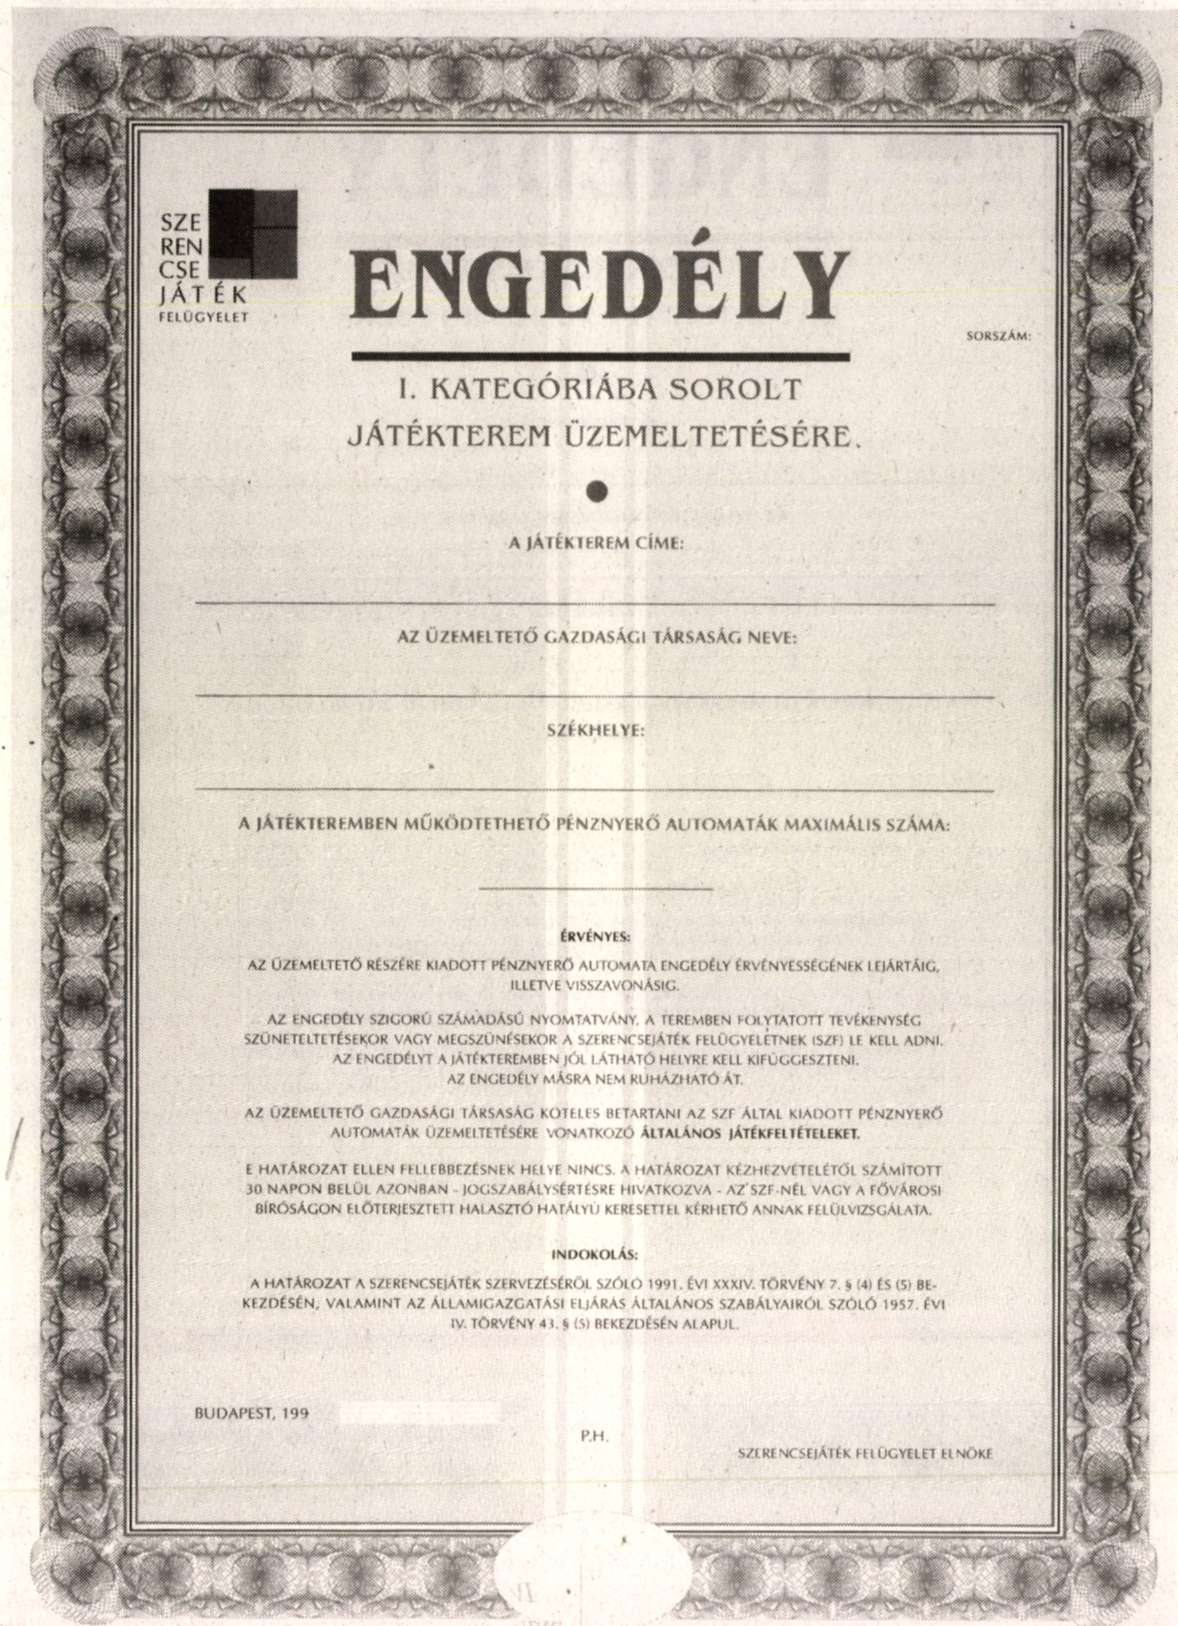 SZE
REN
CSE
JÁTÉK
FELÜGYELET
ENGEDÉLY
SORSZÁM:
I. KATEGÓRIÁBA SOROLT
JÁTÉKTEREM ÜZEMELTETÉSÉRE.
A JÁTÉKTEREM CÍME:
AZ ÜZEMELTETŐ GAZDASÁGI TÁRSASÁG NEVE:
SZÉKHELYE:
A JÁTÉKTEREMBEN MŰKÖDTETHETŐ PÉNZNYERŐ AUTOMATÁK MAXIMÁLIS SZÁMA:
ÉRVÉNYES:
AZ ÜZEMELTETŐ RÉSZÉRE KIADOTT PÉNZNYERŐ AUTOMATA ENGEDÉLY ÉRVÉNYESSÉGÉNEK LEJÁRTÁIG,
ILLETVE VISSZAVONÁSIG.
AZ ENGEDÉLY SZIGORÚ SZÁMADÁSÚ NYOMTATVÁNY. A TEREMBEN FOLYTATOTT TEVÉKENYSÉG
SZÜNETELTETÉSEKOR VAGY MEGSZÜNÉSEKOR A SZERENCSEJÁTÉK FELÜGYELETNEK (SZF) LE KELL ADNI.
AZ ENGEDÉLYT A JÁTÉKTEREMBEN JÓL LÁTHATÓ HELYRE KELL KIFÜGGESZTENI.
AZ ENGEDÉLY MÁSRA NEM RUHÁZHATÓ ÁT.
AZ ÜZEMELTETŐ GAZDASÁGI TÁRSASÁG KÖTELES BETARTANI AZ SZF ÁLTAL KIADOTT PÉNZNYERŐ
AUTOMATÁK ÜZEMELTETÉSÉRE VONATKOZÓ ÁLTALÁNOS JÁTÉKFELTÉTELEKET.
E HATÁROZAT ELLEN FELLEBBEZÉSNEK HELYE NINCS. A HATÁROZAT KÉZHEZVÉTELÉTŐL SZÁMÍTOTT
30 NAPON BELÜL AZONBAN - JOGSZABÁLYSÉRTÉSRE HIVATKOZVA - AZ SZF-NÉL VAGY A FŐVÁROSI
BÍRÓSÁGON ELŐTERJESZTETT HALASZTÓ HATÁLYÚ KERESETTEL KÉRHETŐ ANNAK FELÜLVIZSGÁLATA.
INDOKOLÁS:
A HATÁROZAT A SZERENCSEJÁTÉK SZERVEZÉSÉRŐL SZÓLÓ 1991. ÉVI XXXIV. TÖRVÉNY 7. § (4) ÉS (5) BE-
KEZDÉSÉN, VALAMINT AZ ÁLLAMIGAZGATÁSI ELJÁRÁS ÁLTALÁNOS SZABÁLYAIRÓL SZÓLÓ 1957. ÉVI
IV. TÖRVÉNY 43. § (5) BEKEZDÉSÉN ALAPUL.
BUDAPEST, 199
P.H.
SZERENCSEJÁTÉK FELÜGYELET ELNÖKE